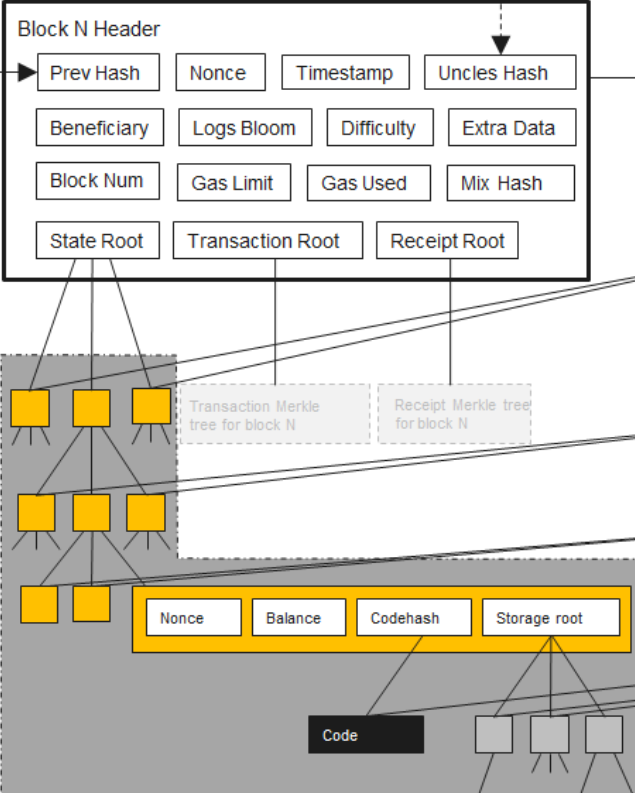 Block N Header
Prev Hash
Nonce
Timestamp
Uncles Hash
Beneficiary
Logs Bloom
Difficulty
Extra Data
Block Num
Gas Limit
Gas Used
Mix Hash
State Root
Transaction Root
Receipt Root
Transaction Merkle
tree for block N
Receipt Merkle tree
for block N
Nonce
Balance
Codehash
Storage root
Code